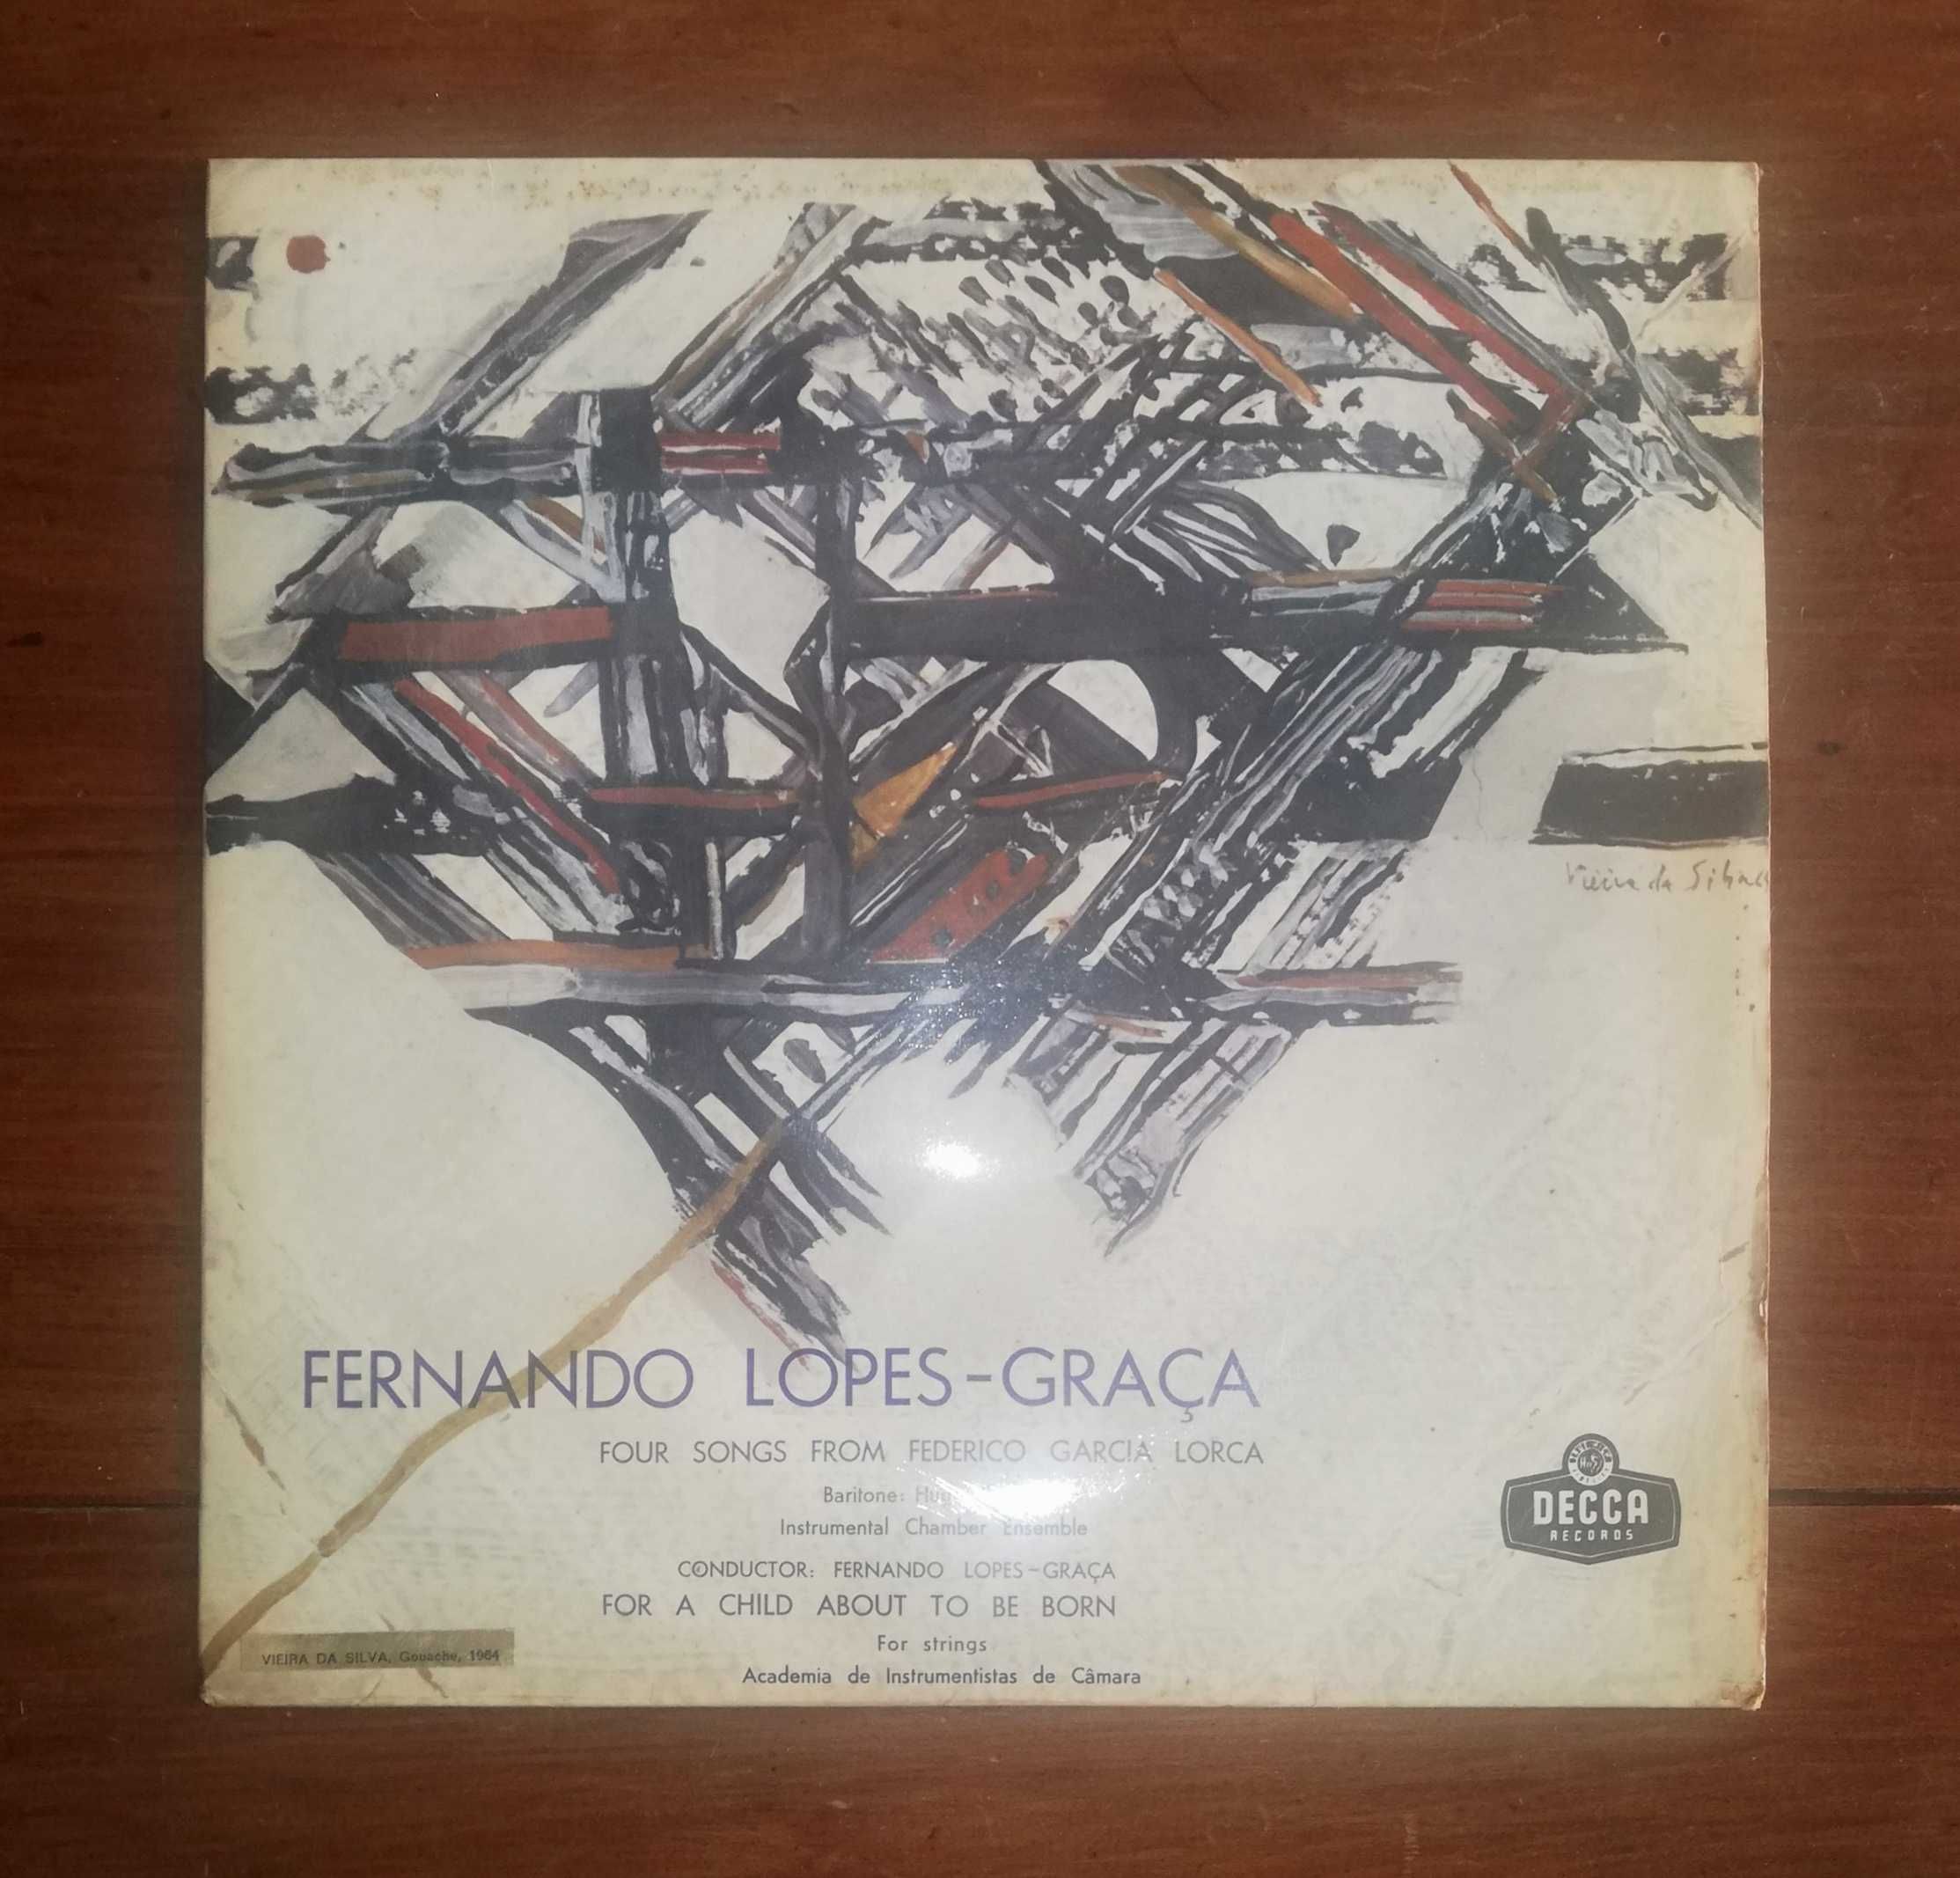 Vieira da Silva
FERNANDO LOPES-GRAÇA
FOUR SONGS FROM FEDERICO GARCIA LORCA
Baritone:
Instrumental Chamber Ensemble
CONDUCTOR: FERNANDO LOPES-GRAÇA
FOR A CHILD ABOUT TO BE BORN
For strings
Academia de Instrumentistas de Câmara
VIEIRA DA SILVA, Gouache, 1964
DECCA
RECORDS